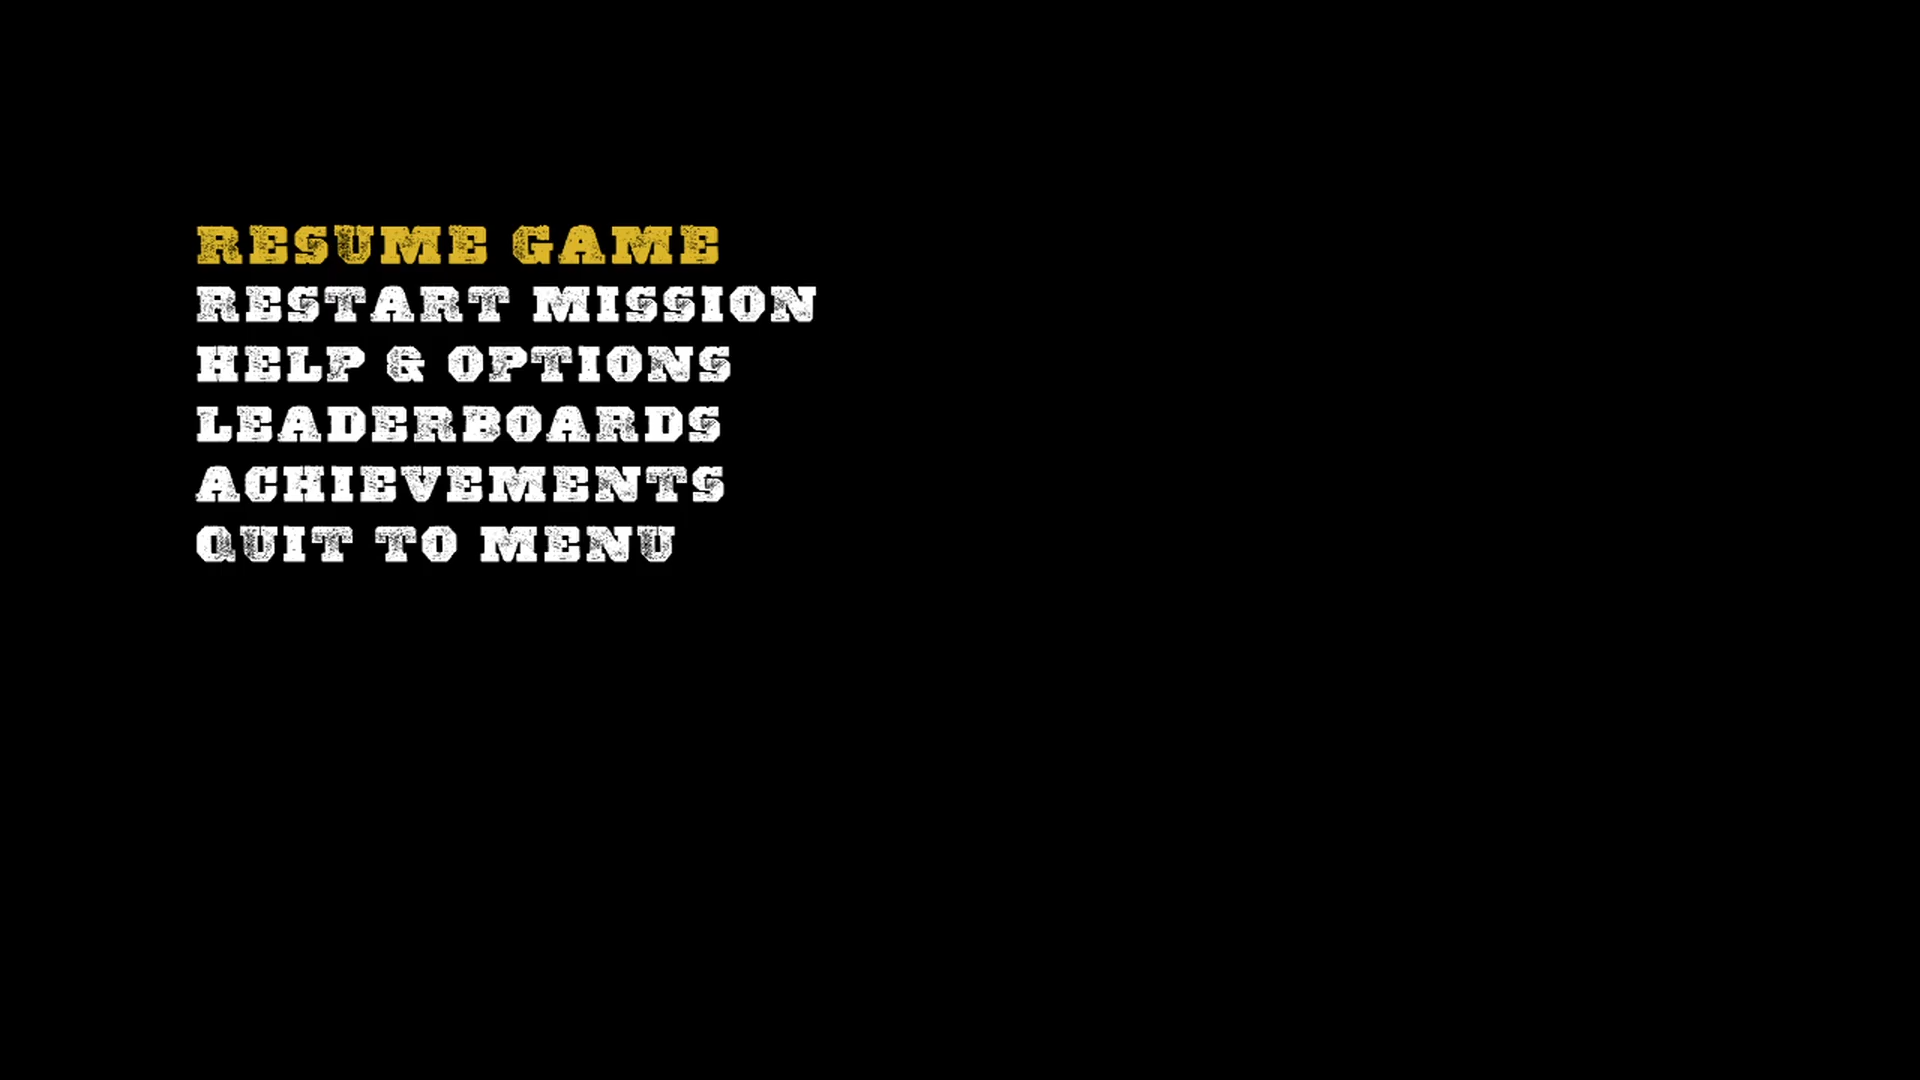 RESUME GAME
RESTART MISSION
HELP & OPTIONS
LEADERBOARDS
ACHIEVEMENTS
QUIT TO MENU